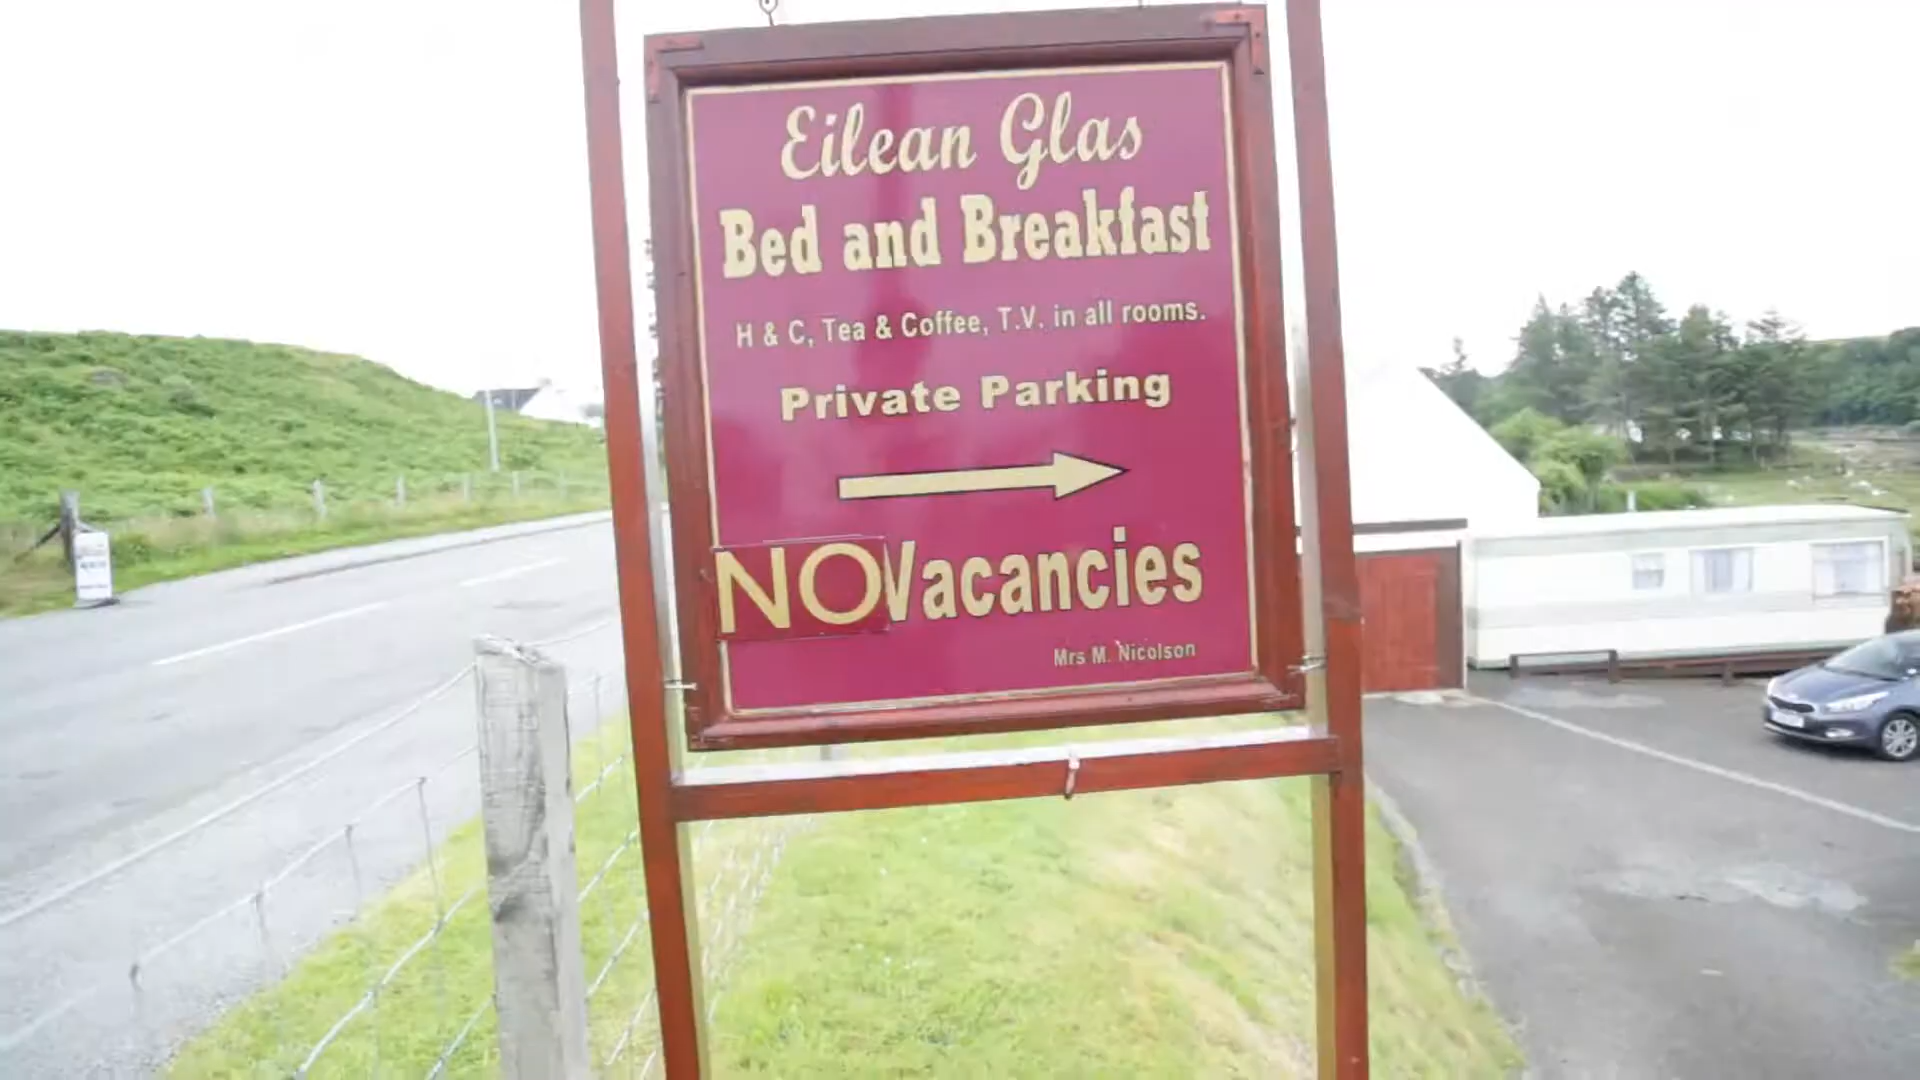 Eilean Glas
Bed and Breakfast
H & C, Tea & Coffee, T.V. in all rooms.
Private Parking
NO Vacancies
Mrs M. Nicolson